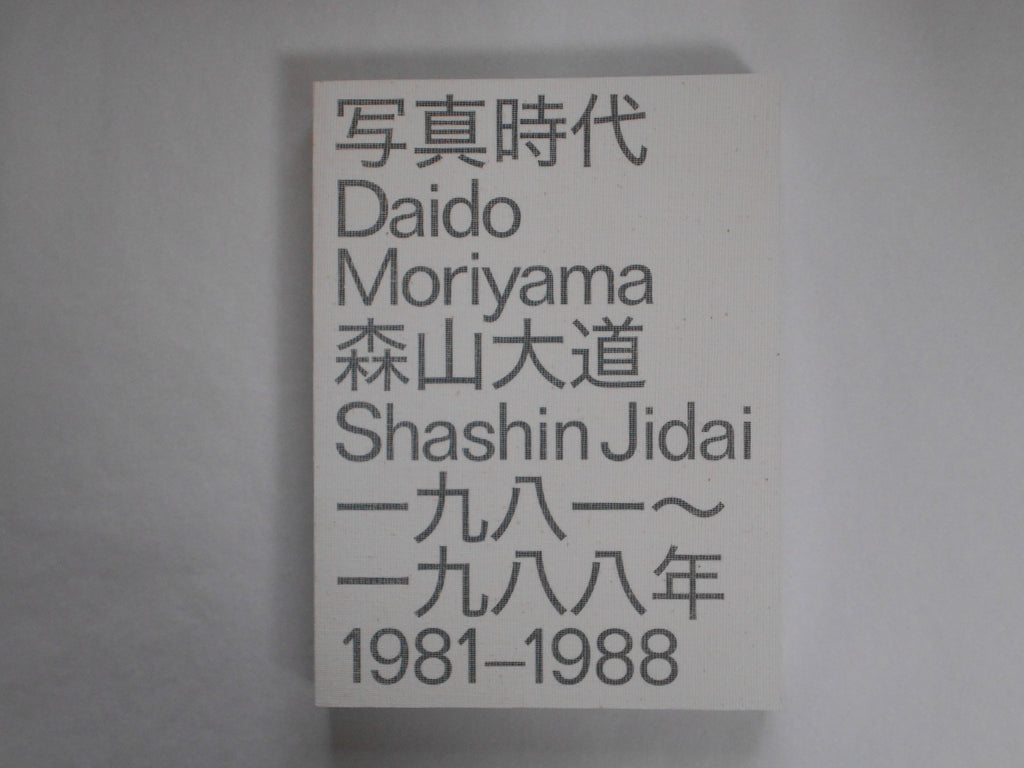 写真時代
Daido
Moriyama
森山大道
Shashin Jidai
一九八一〜
一九八八年
1981–1988